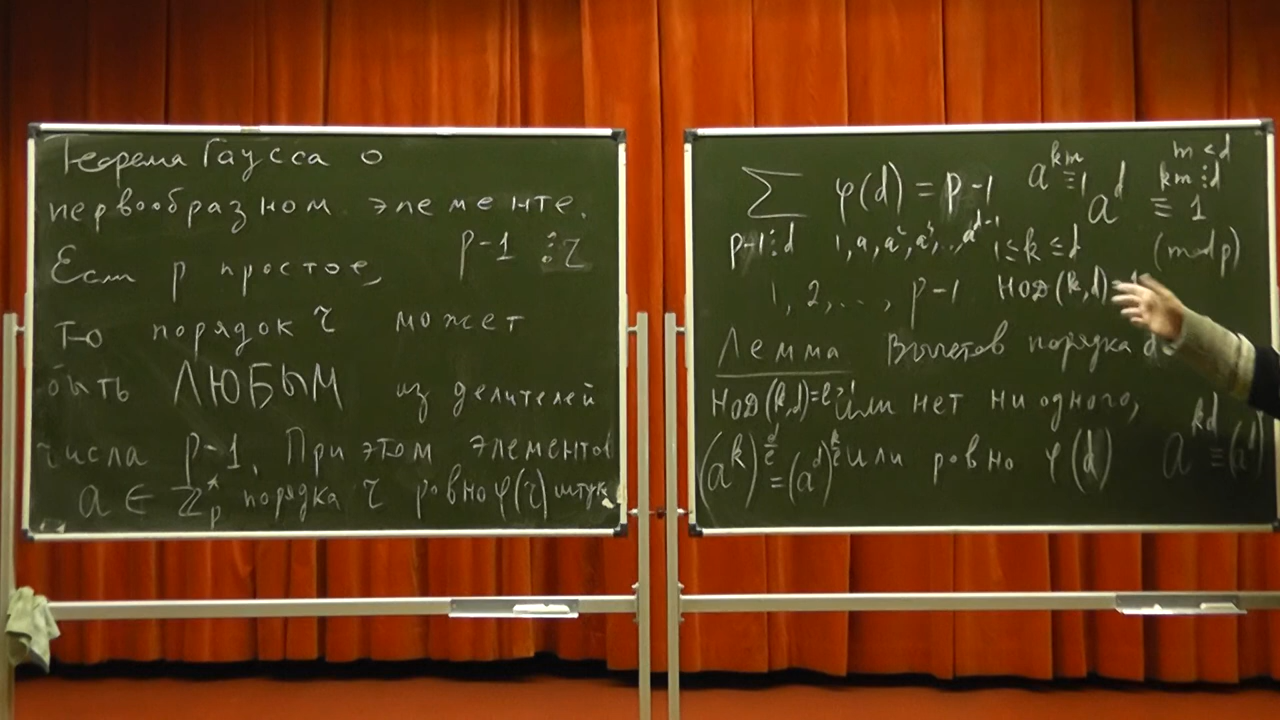 Теорема Гаусса о
первообразном элементе.
Если p простое, p-1 ⋮ r
то порядок r может
быть ЛЮБЫМ из делителей
числа p-1. При этом элементов
a ∈ ℤ*ₚ порядка r ровно φ(r) штук
∑ φ(d) = p-1
p-1⋮d
1, a, a², a³, .., a^{d-1}
a^{km} ≡ 1
m < d
km ⋮ d
a^d ≡ 1
(mod p)
1 ≤ k ≤ d
1, 2, ..., p-1 НОД(k,d)
Лемма Вычетов порядка d
НОД(k,d)=e>1 или нет ни одного,
(a^k)^{d/e} = (a^d)^{k/e} или ровно φ(d)
a^{kd} ≡ (a^d)